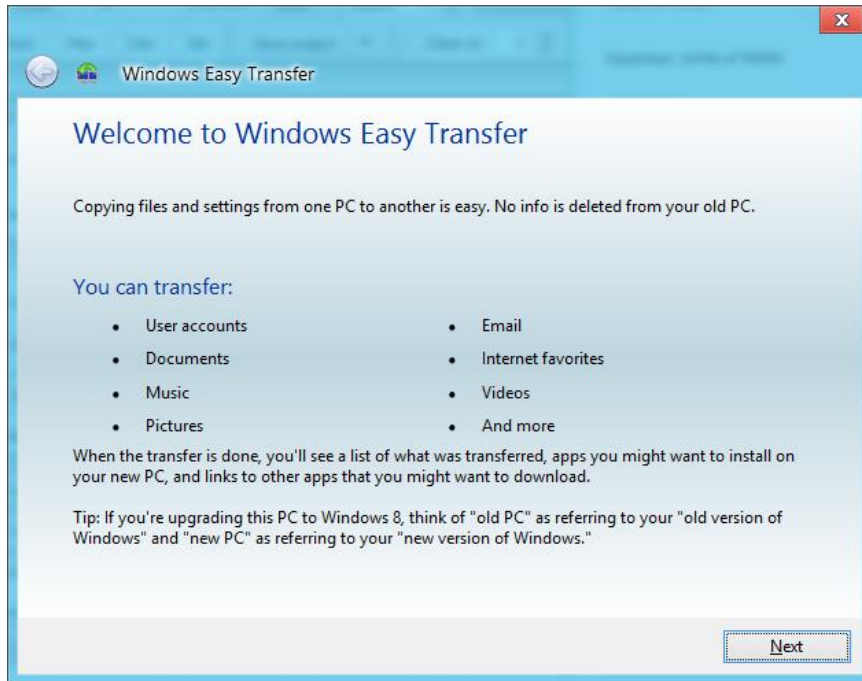 Windows Easy Transfer
Welcome to Windows Easy Transfer
Copying files and settings from one PC to another is easy. No info is deleted from your old PC.
You can transfer:
• User accounts
• Documents
• Music
• Pictures
• Email
• Internet favorites
• Videos
• And more
When the transfer is done, you'll see a list of what was transferred, apps you might want to install on
your new PC, and links to other apps that you might want to download.
Tip: If you're upgrading this PC to Windows 8, think of "old PC" as referring to your "old version of
Windows" and "new PC" as referring to your "new version of Windows."
Next